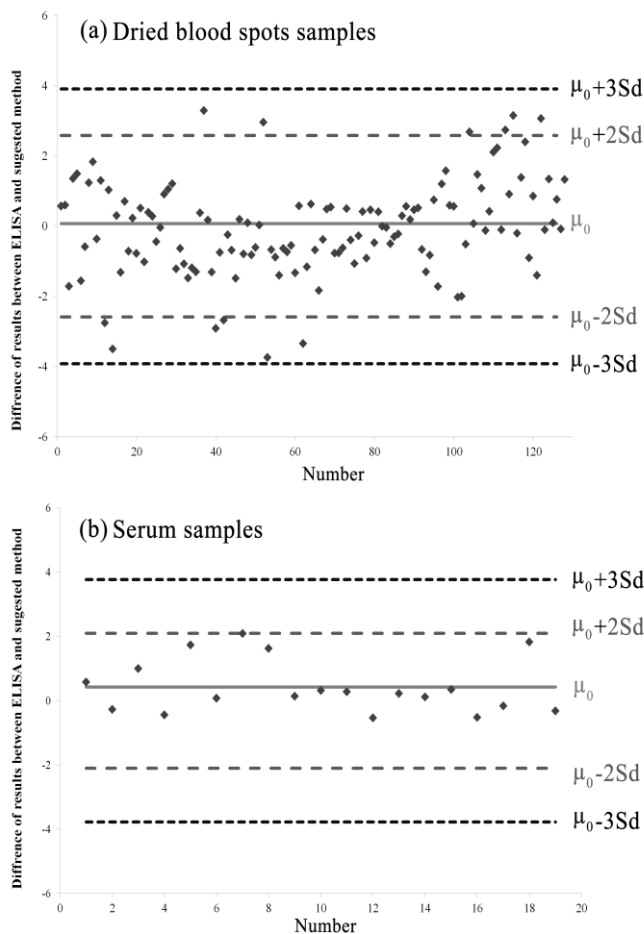 (a) Dried blood spots samples
Diffrence of results between ELISA and sugested method
6
4
2
0
-2
-4
-6
μ0+3Sd
μ0+2Sd
μ0
μ0-2Sd
μ0-3Sd
0 20 40 60 80 100 120
Number
(b) Serum samples
Diffrence of results between ELISA and sugested method
6
4
2
0
-2
-4
-6
μ0+3Sd
μ0+2Sd
μ0
μ0-2Sd
μ0-3Sd
0 2 4 6 8 10 12 14 16 18 20
Number